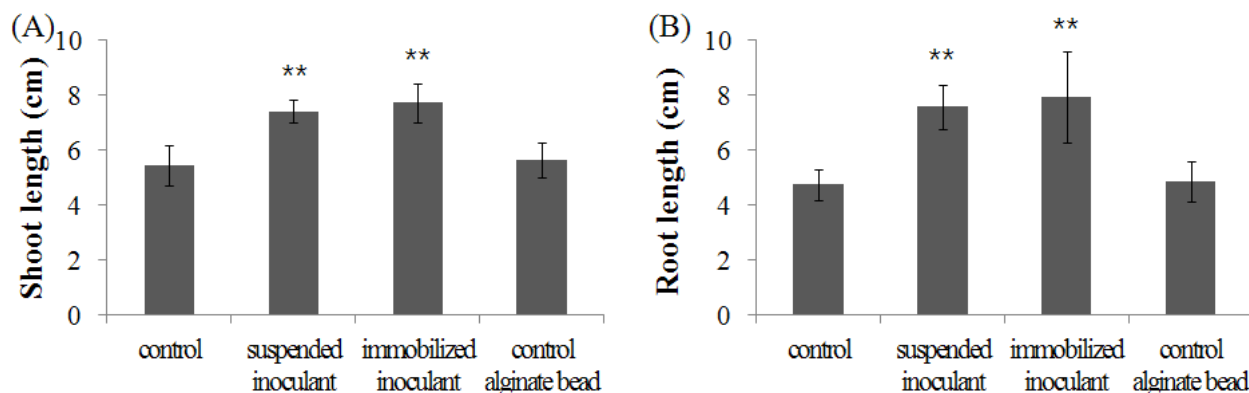 (A)
Shoot length (cm)
10
8
6
4
2
0
**
**
control
suspended
inoculant
immobilized
inoculant
control
alginate bead
(B)
Root length (cm)
10
8
6
4
2
0
**
**
control
suspended
inoculant
immobilized
inoculant
control
alginate bead